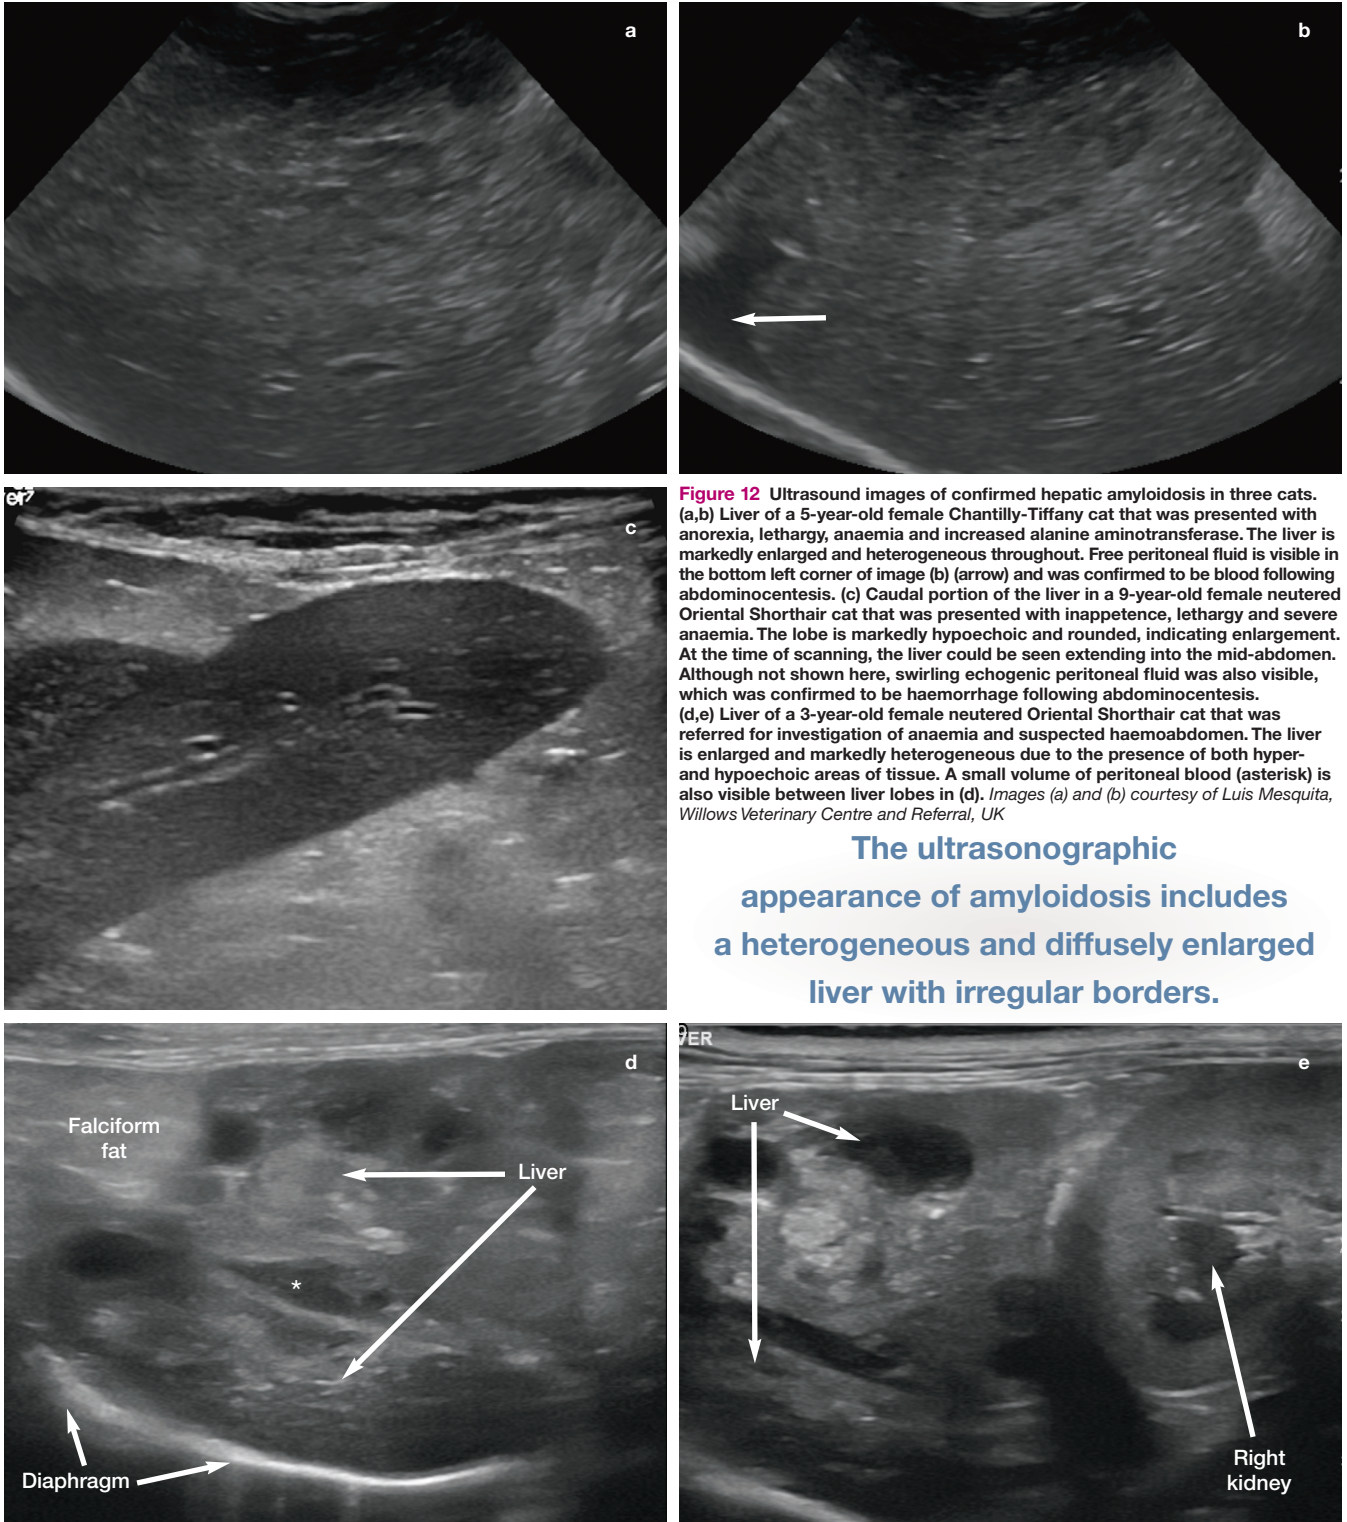 a
b
er
c
Figure 12 Ultrasound images of confirmed hepatic amyloidosis in three cats.
(a,b) Liver of a 5-year-old female Chantilly-Tiffany cat that was presented with
anorexia, lethargy, anaemia and increased alanine aminotransferase. The liver is
markedly enlarged and heterogeneous throughout. Free peritoneal fluid is visible in
the bottom left corner of image (b) (arrow) and was confirmed to be blood following
abdominocentesis. (c) Caudal portion of the liver in a 9-year-old female neutered
Oriental Shorthair cat that was presented with inappetence, lethargy and severe
anaemia. The lobe is markedly hypoechoic and rounded, indicating enlargement.
At the time of scanning, the liver could be seen extending into the mid-abdomen.
Although not shown here, swirling echogenic peritoneal fluid was also visible,
which was confirmed to be haemorrhage following abdominocentesis.
(d,e) Liver of a 3-year-old female neutered Oriental Shorthair cat that was
referred for investigation of anaemia and suspected haemoabdomen. The liver
is enlarged and markedly heterogeneous due to the presence of both hyper-
and hypoechoic areas of tissue. A small volume of peritoneal blood (asterisk) is
also visible between liver lobes in (d). Images (a) and (b) courtesy of Luis Mesquita,
Willows Veterinary Centre and Referral, UK
The ultrasonographic
appearance of amyloidosis includes
a heterogeneous and diffusely enlarged
liver with irregular borders.
d
Falciform
fat
Liver
*
Diaphragm
VER
e
Liver
Right
kidney